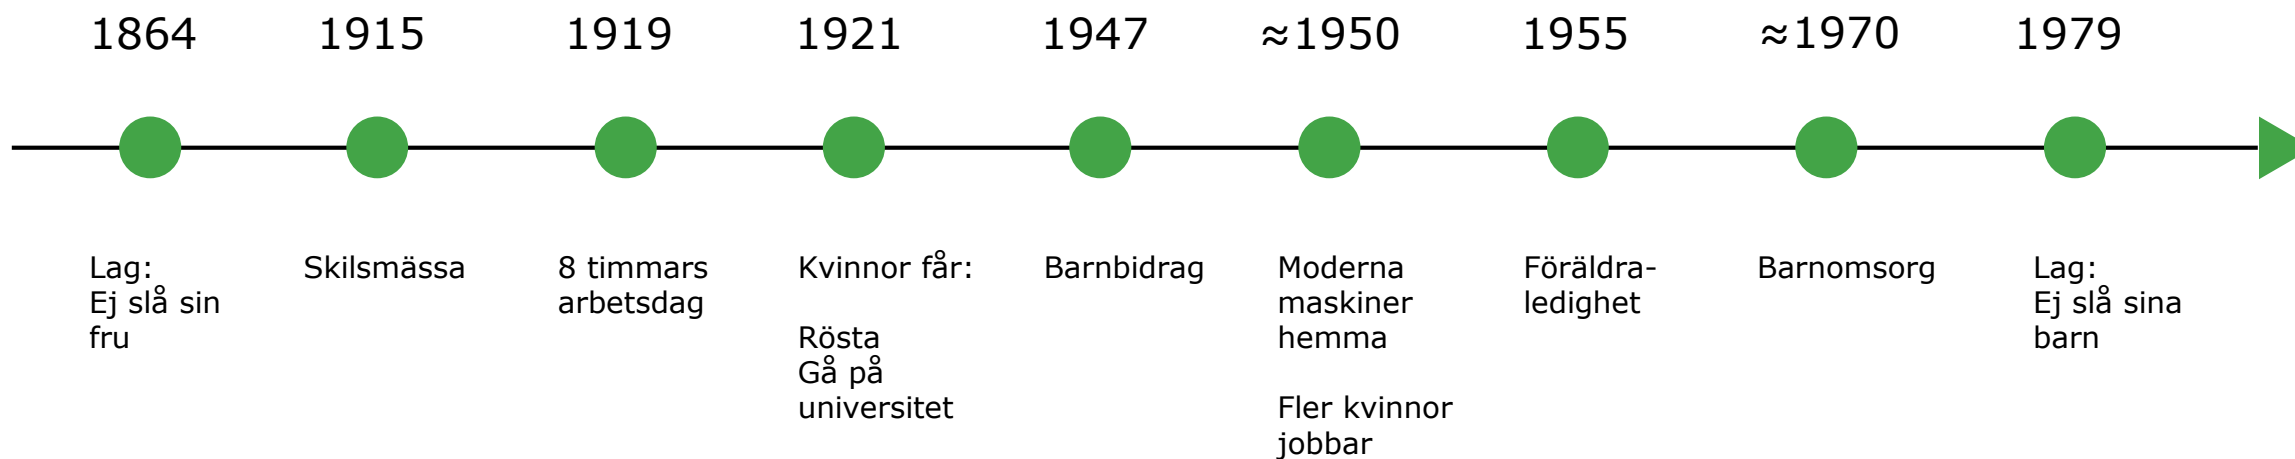 1864
1915
1919
1921
1947
≈1950
1955
≈1970
1979
Lag:
Ej slå sin
fru
Skilsmässa
8 timmars
arbetsdag
Kvinnor får:
Rösta
Gå på
universitet
Barnbidrag
Moderna
maskiner
hemma
Fler kvinnor
jobbar
Föräldra-
ledighet
Barnomsorg
Lag:
Ej slå sina
barn